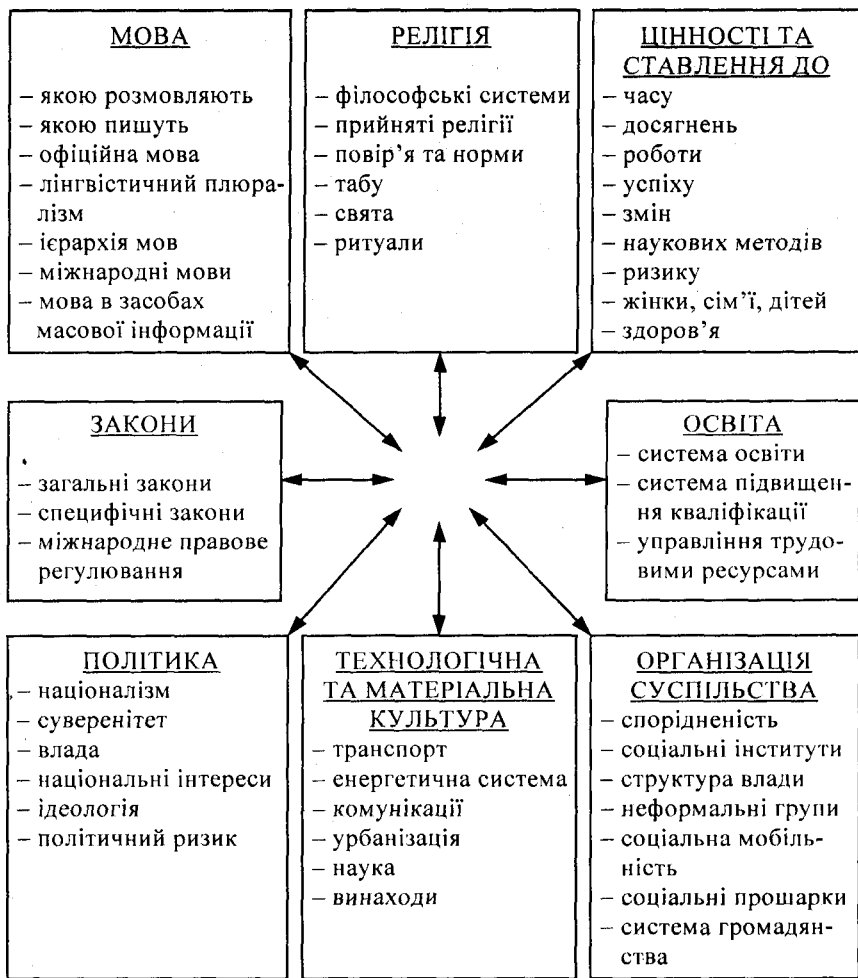 МОВА
– якою розмовляють
– якою пишуть
– офіційна мова
– лінгвістичний плюра-
лізм
– ієрархія мов
– міжнародні мови
– мова в засобах
масової інформації
РЕЛІГІЯ
– філософські системи
– прийняті релігії
– повір'я та норми
– табу
– свята
– ритуали
ЦІННОСТІ ТА
СТАВЛЕННЯ ДО
– часу
– досягнень
– роботи
– успіху
– змін
– наукових методів
– ризику
– жінки, сім'ї, дітей
– здоров'я
ЗАКОНИ
– загальні закони
– специфічні закони
– міжнародне правове
регулювання
ОСВІТА
– система освіти
– система підвищен-
ня кваліфікації
– управління трудо-
вими ресурсами
ПОЛІТИКА
– націоналізм
– суверенітет
– влада
– національні інтереси
– ідеологія
– політичний ризик
ТЕХНОЛОГІЧНА
ТА МАТЕРІАЛЬНА
КУЛЬТУРА
– транспорт
– енергетична система
– комунікації
– урбанізація
– наука
– винаходи
ОРГАНІЗАЦІЯ
СУСПІЛЬСТВА
– спорідненість
– соціальні інститути
– структура влади
– неформальні групи
– соціальна мобіль-
ність
– соціальні прошарки
– система громадян-
ства